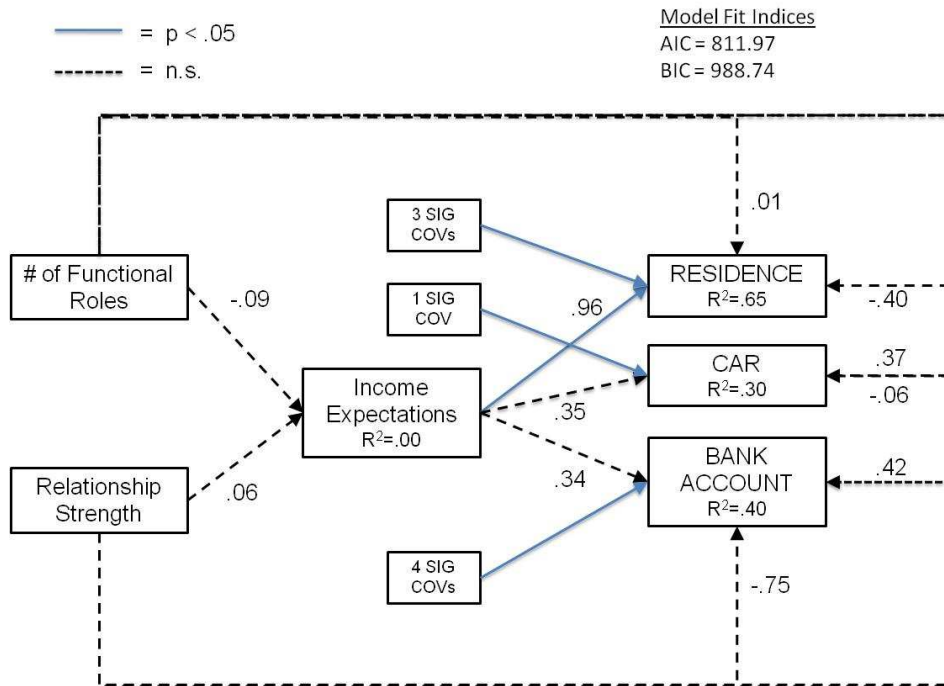 = p < .05
= n.s.
Model Fit Indices
AIC = 811.97
BIC = 988.74
.01
3 SIG
COVs
# of Functional
Roles
RESIDENCE
R²=.65
-.09
1 SIG
COV
.96
-.40
Income
Expectations
R²=.00
CAR
R²=.30
.37
-.06
.35
Relationship
Strength
.06
.34
BANK
ACCOUNT
R²=.40
.42
4 SIG
COVs
-.75